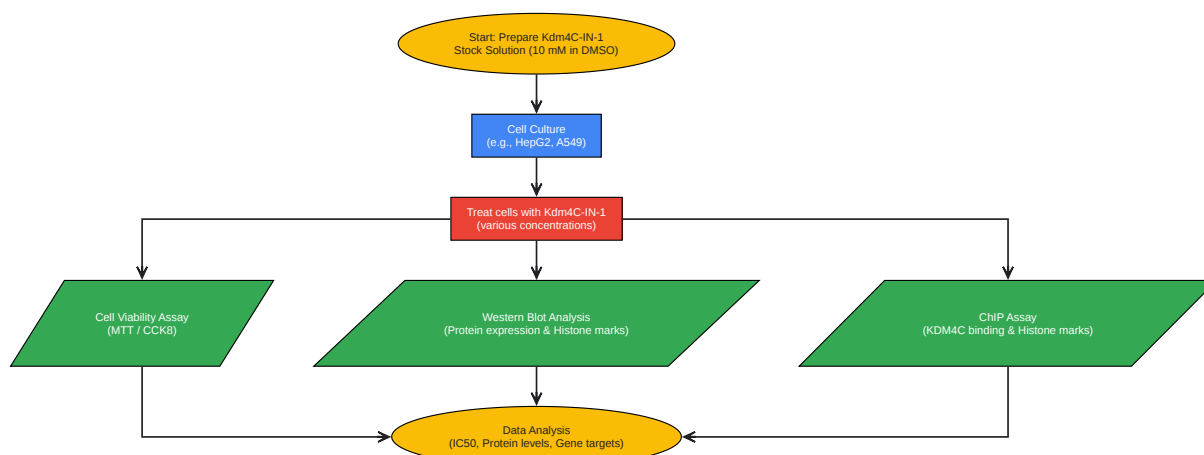 Start: Prepare Kdm4C-IN-1
Stock Solution (10 mM in DMSO)
Cell Culture
(e.g., HepG2, A549)
Treat cells with Kdm4C-IN-1
(various concentrations)
Cell Viability Assay
(MTT / CCK8)
Western Blot Analysis
(Protein expression & Histone marks)
ChIP Assay
(KDM4C binding & Histone marks)
Data Analysis
(IC50, Protein levels, Gene targets)